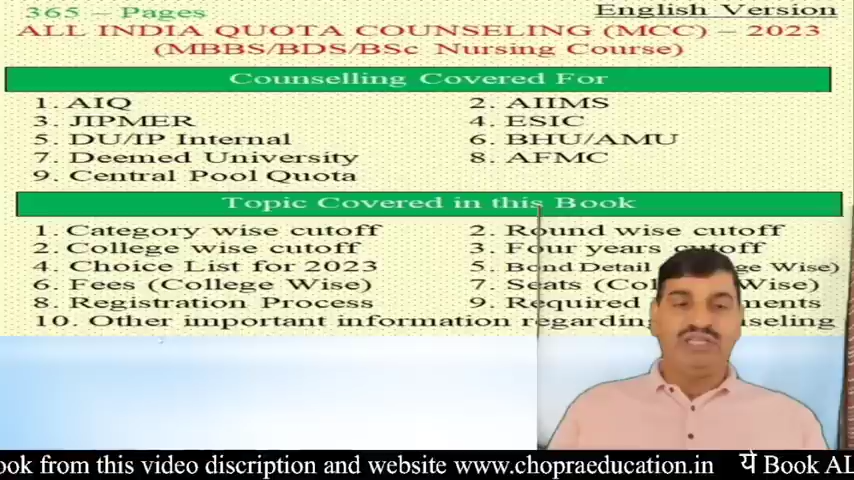 365 – Pages English Version
ALL INDIA QUOTA COUNSELING (MCC) – 2023
(MBBS/BDS/BSc Nursing Course)
Counselling Covered For
1. AIQ 2. AIIMS
3. JIPMER 4. ESIC
5. DU/IP Internal 6. BHU/AMU
7. Deemed University 8. AFMC
9. Central Pool Quota
Topic Covered in this Book
1. Category wise cutoff 2. Round wise cutoff
2. College wise cutoff 3. Four years cutoff
4. Choice List for 2023 5. Bond Detail Wise)
6. Fees (College Wise) 7. Seats Wise)
8. Registration Process 9. Required
10. Other important information regarding
ook from this video discription and website www.chopraeducation.in ये Book AL